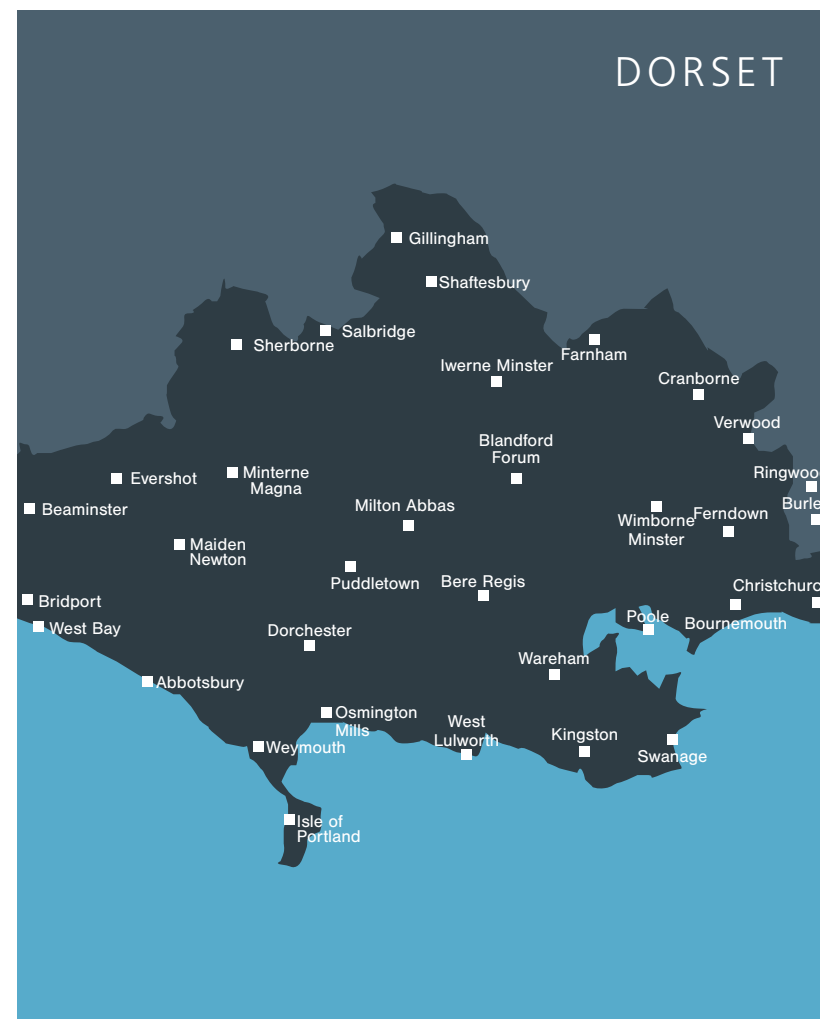 DORSET
Gillingham
Shaftesbury
Salbridge
Sherborne
Farnham
Iwerne Minster
Cranborne
Verwood
Blandford
Forum
Ringwoo
Evershot
Minterne
Magna
Burle
Beaminster
Milton Abbas
Wimborne
Minster
Ferndown
Maiden
Newton
Puddletown
Bere Regis
Christchurc
Bridport
West Bay
Dorchester
Poole
Bournemouth
Wareham
Abbotsbury
Osmington
Mills
West
Lulworth
Kingston
Weymouth
Swanage
Isle of
Portland